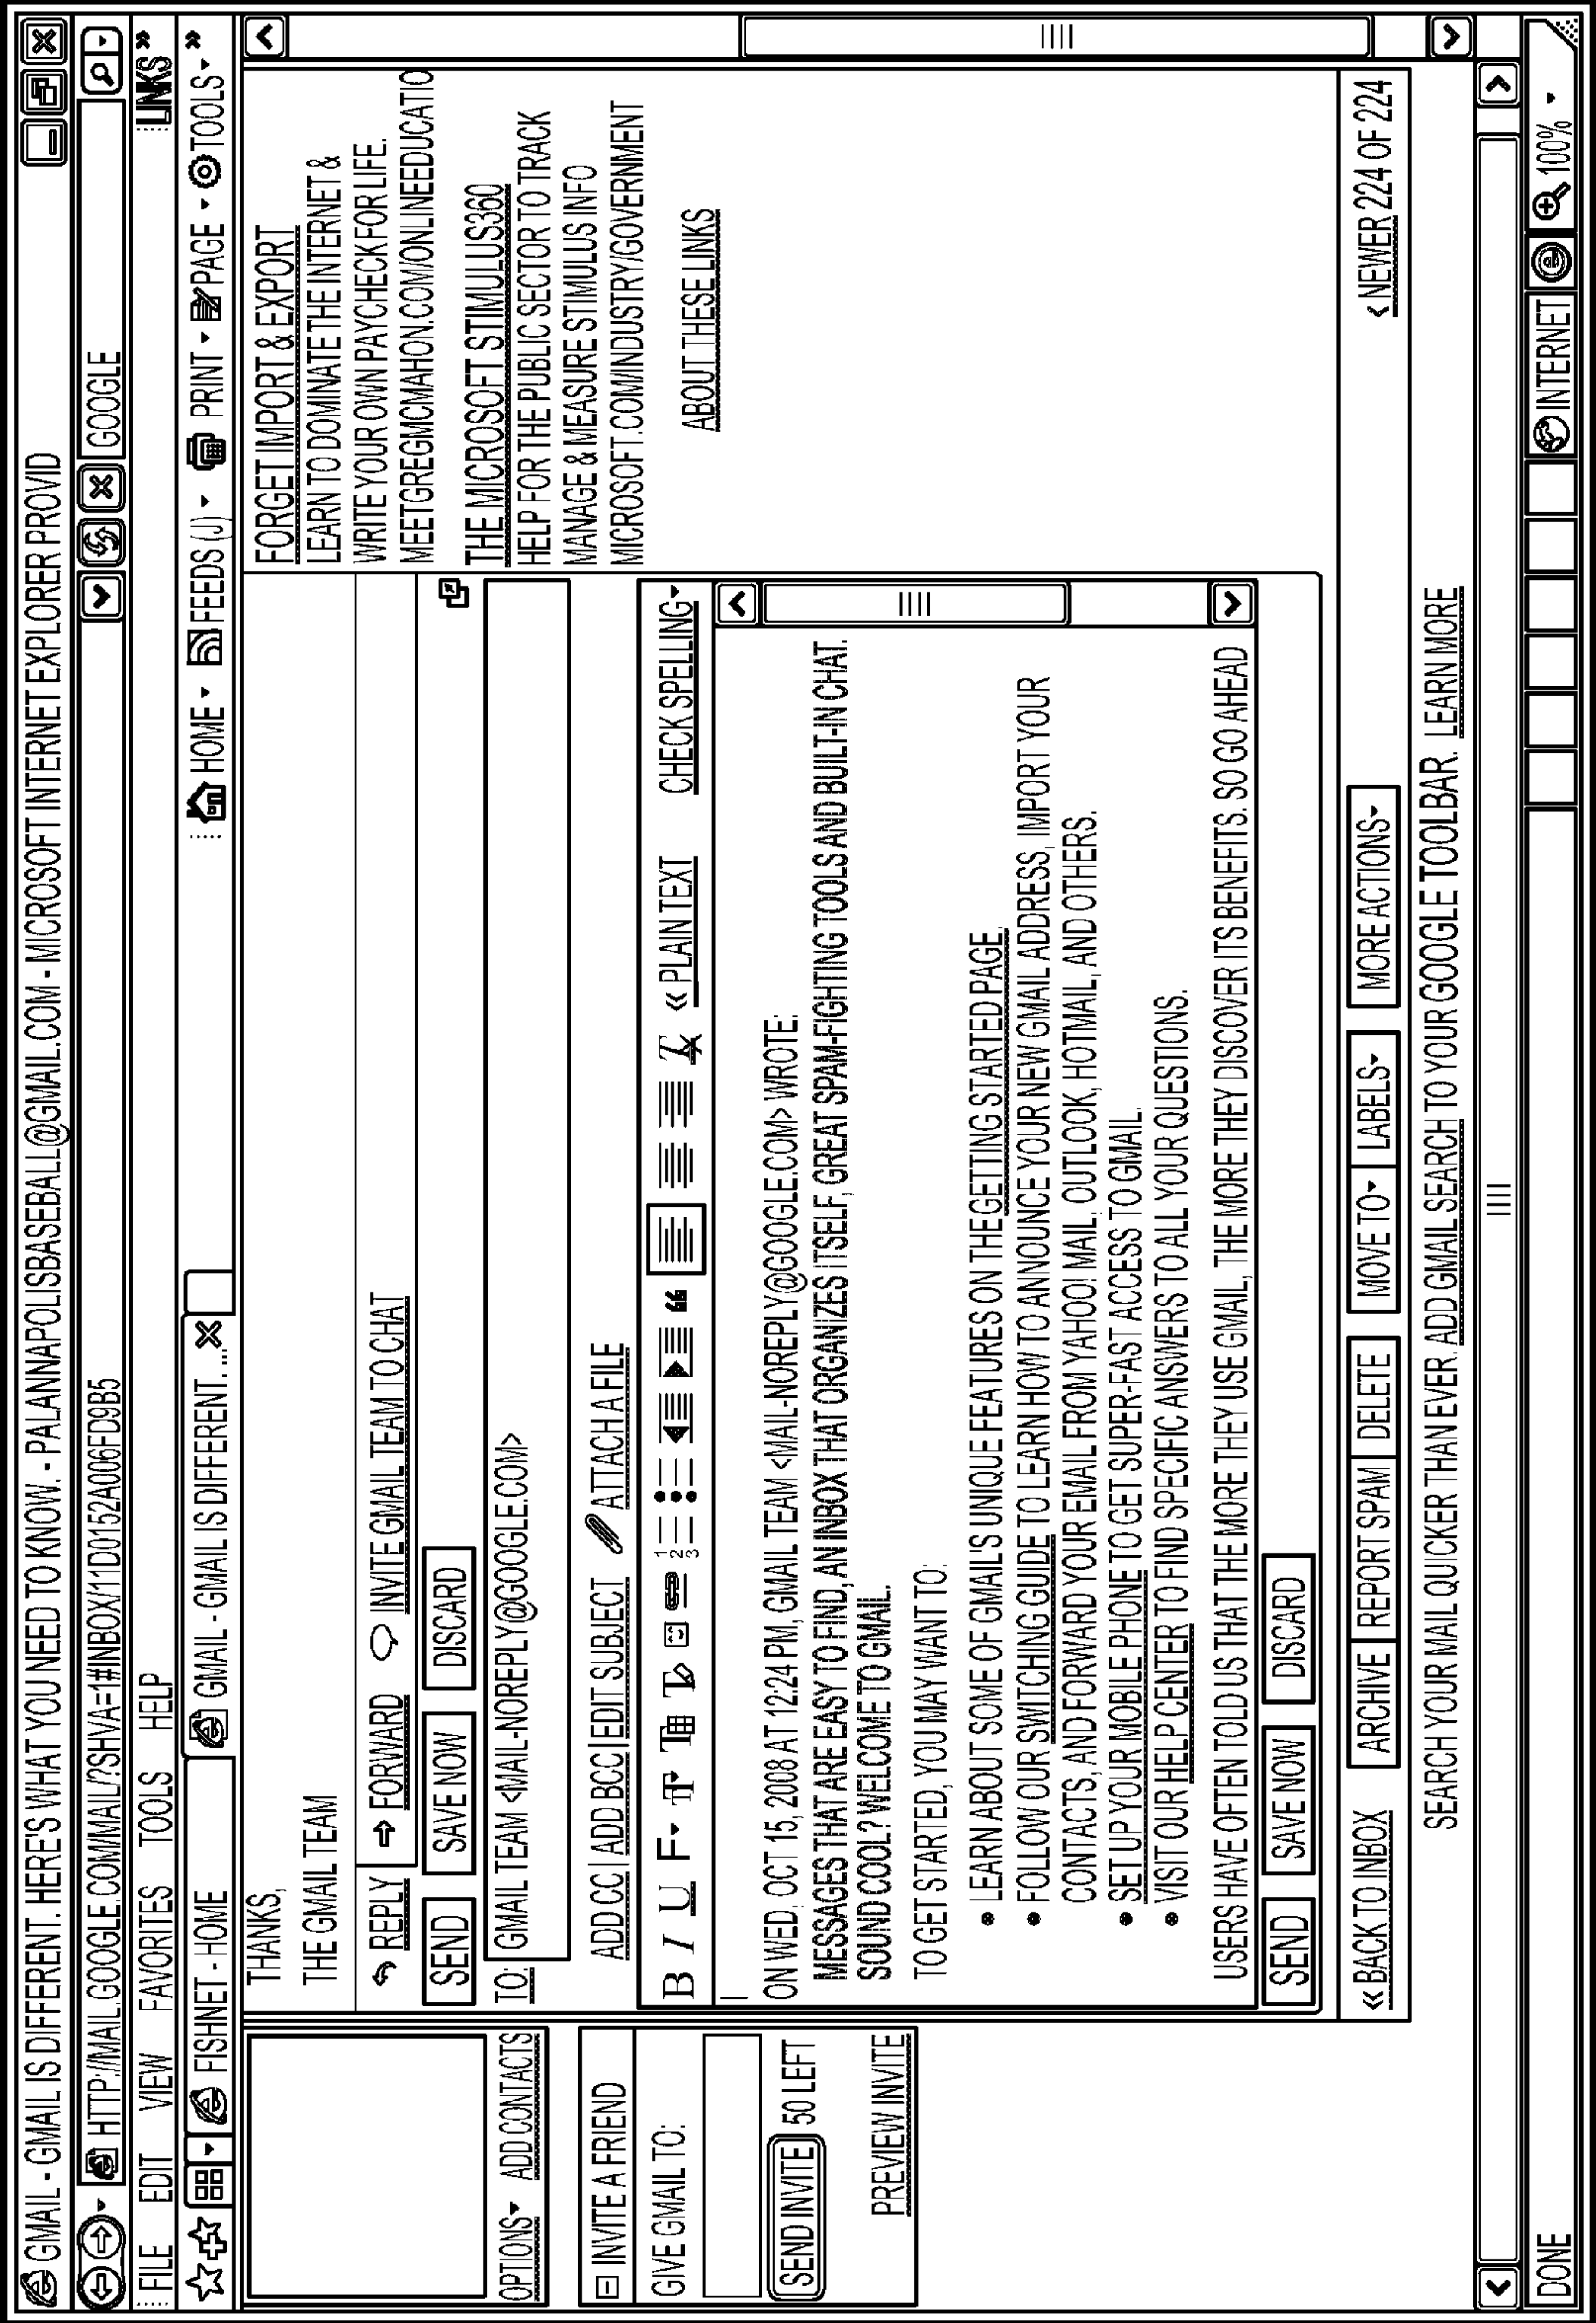 GMAIL - GMAIL IS DIFFERENT. HERE'S WHAT YOU NEED TO KNOW. - PALANNAPOLISBASEBALL@GMAIL.COM - MICROSOFT INTERNET EXPLORER PROVID
HTTP://MAIL.GOOGLE.COM/MAIL/?SHVA=1#INBOX/11D0152A006FD9B5
GOOGLE
FILE EDIT VIEW FAVORITES TOOLS HELP
LINKS »
FISHNET - HOME
GMAIL - GMAIL IS DIFFERENT. ...
HOME FEEDS (J) PRINT PAGE TOOLS »
THANKS,
THE GMAIL TEAM
REPLY FORWARD INVITE GMAIL TEAM TO CHAT
SEND SAVE NOW DISCARD
TO: GMAIL TEAM <MAIL-NOREPLY@GOOGLE.COM>
ADD CC | ADD BCC | EDIT SUBJECT ATTACH A FILE
B I U F T T T 1 2 3 " T « PLAIN TEXT CHECK SPELLING
ON WED, OCT 15, 2008 AT 12:24 PM, GMAIL TEAM <MAIL-NOREPLY@GOOGLE.COM> WROTE:
MESSAGES THAT ARE EASY TO FIND, AN INBOX THAT ORGANIZES ITSELF, GREAT SPAM-FIGHTING TOOLS AND BUILT-IN CHAT.
SOUND COOL? WELCOME TO GMAIL.
TO GET STARTED, YOU MAY WANT TO:
• LEARN ABOUT SOME OF GMAIL'S UNIQUE FEATURES ON THE GETTING STARTED PAGE.
• FOLLOW OUR SWITCHING GUIDE TO LEARN HOW TO ANNOUNCE YOUR NEW GMAIL ADDRESS, IMPORT YOUR
CONTACTS, AND FORWARD YOUR EMAIL FROM YAHOO! MAIL, OUTLOOK, HOTMAIL, AND OTHERS.
• SET UP YOUR MOBILE PHONE TO GET SUPER-FAST ACCESS TO GMAIL.
• VISIT OUR HELP CENTER TO FIND SPECIFIC ANSWERS TO ALL YOUR QUESTIONS.
USERS HAVE OFTEN TOLD US THAT THE MORE THEY USE GMAIL, THE MORE THEY DISCOVER ITS BENEFITS. SO GO AHEAD
SEND SAVE NOW DISCARD
OPTIONS ADD CONTACTS
INVITE A FRIEND
GIVE GMAIL TO:
SEND INVITE 50 LEFT
PREVIEW INVITE
FORGET IMPORT & EXPORT
LEARN TO DOMINATE THE INTERNET &
WRITE YOUR OWN PAYCHECK FOR LIFE.
MEETGREGMCMAHON.COM/ONLINEEDUCATIO
THE MICROSOFT STIMULUS360
HELP FOR THE PUBLIC SECTOR TO TRACK
MANAGE & MEASURE STIMULUS INFO
MICROSOFT.COM/INDUSTRY/GOVERNMENT
ABOUT THESE LINKS
« BACK TO INBOX ARCHIVE REPORT SPAM DELETE MOVE TO LABELS MORE ACTIONS < NEWER 224 OF 224
SEARCH YOUR MAIL QUICKER THAN EVER. ADD GMAIL SEARCH TO YOUR GOOGLE TOOLBAR. LEARN MORE
DONE INTERNET 100%